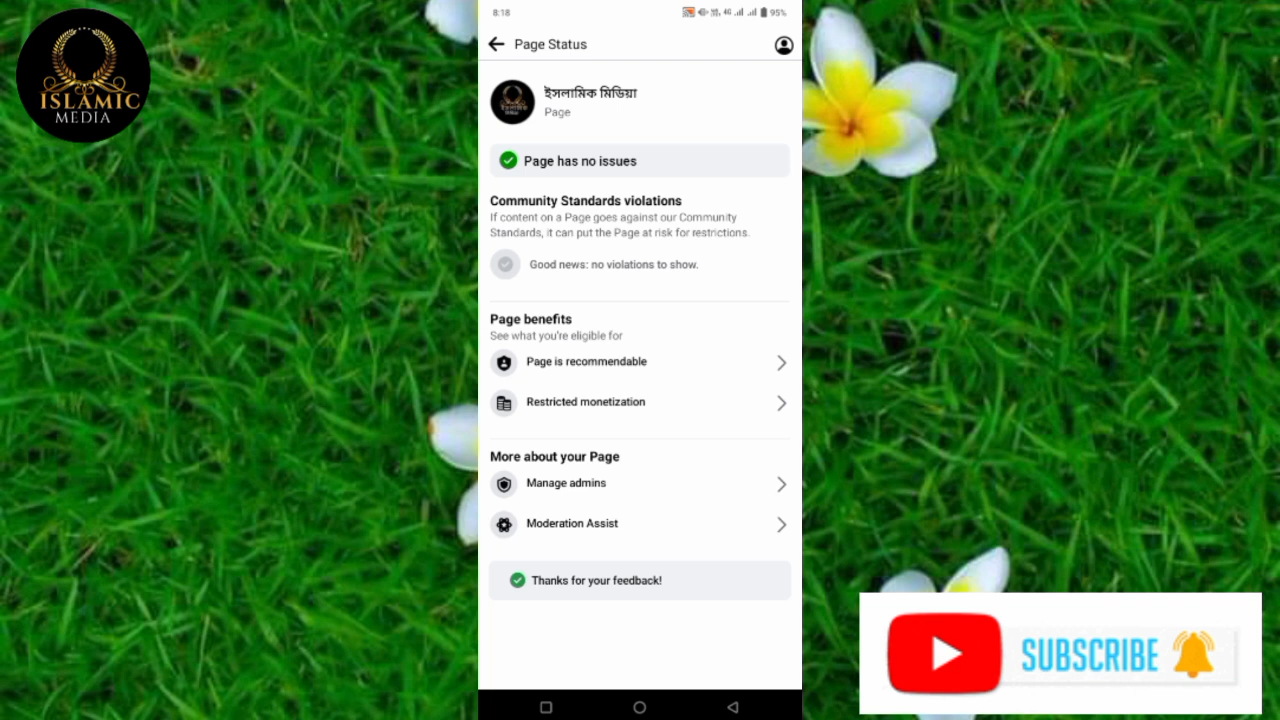 ISLAMIC
MEDIA
8:18
4G
95%
Page Status
ইসলামিক মিডিয়া
Page
Page has no issues
Community Standards violations
If content on a Page goes against our Community
Standards, it can put the Page at risk for restrictions.
Good news: no violations to show.
Page benefits
See what you're eligible for
Page is recommendable
Restricted monetization
More about your Page
Manage admins
Moderation Assist
Thanks for your feedback!
SUBSCRIBE